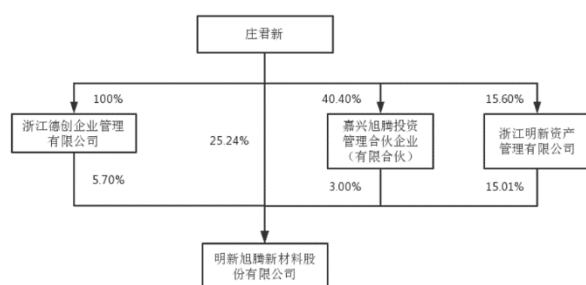 庄君新
100%
40.40%
15.60%
浙江德创企业管理
有限公司
25.24%
嘉兴旭腾投资
管理合伙企业
（有限合伙）
浙江明新资产
管理有限公司
5.70%
3.00%
15.01%
明新旭腾新材料股
份有限公司